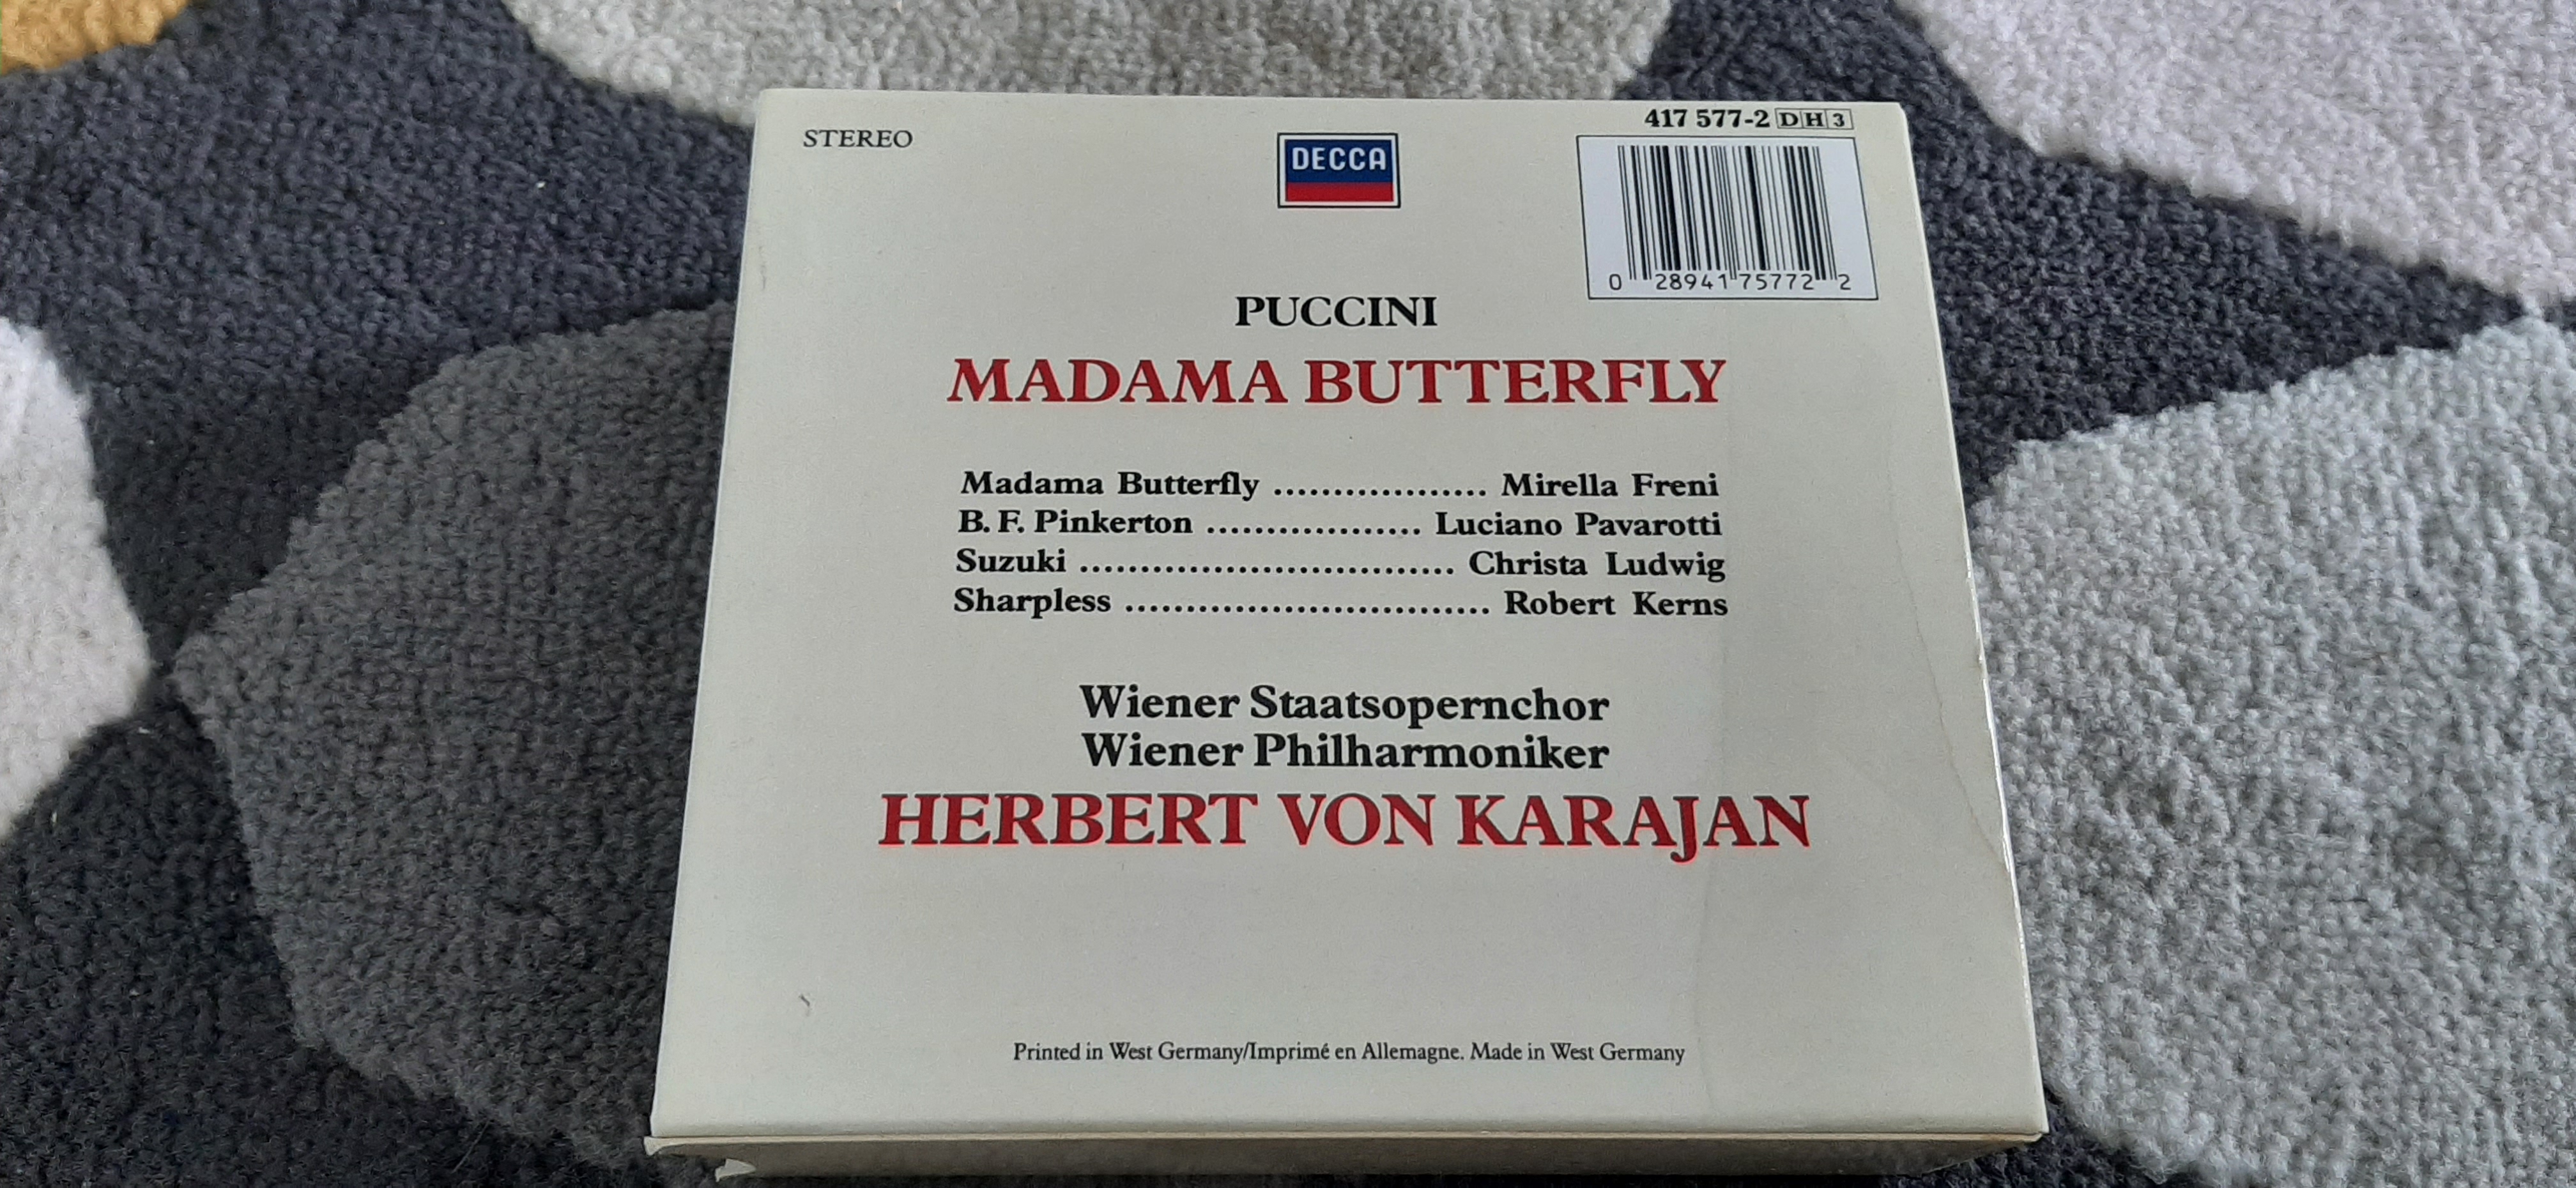 STEREO
DECCA
417 577-2 DH3
0 28941 75772 2
PUCCINI
MADAMA BUTTERFLY
Madama Butterfly .................. Mirella Freni
B. F. Pinkerton .................. Luciano Pavarotti
Suzuki ............................... Christa Ludwig
Sharpless .............................. Robert Kerns
Wiener Staatsopernchor
Wiener Philharmoniker
HERBERT VON KARAJAN
Printed in West Germany/Imprimé en Allemagne. Made in West Germany